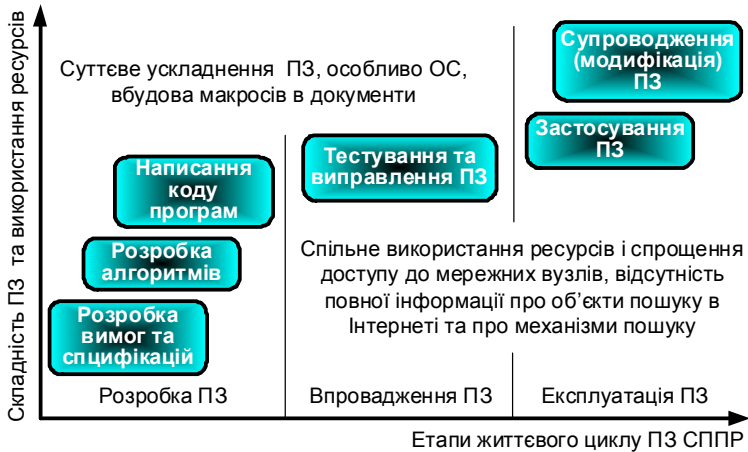 Складність ПЗ та використання ресурсів
Суттєве ускладнення ПЗ, особливо ОС,
вбудова макросів в документи
Супроводження
(модифікація)
ПЗ
Застосування
ПЗ
Написання
коду
програм
Тестування та
виправлення ПЗ
Розробка
алгоритмів
Розробка
вимог та
спцифікацій
Спільне використання ресурсів і спрощення
доступу до мережних вузлів, відсутність
повної інформації про об’єкти пошуку в
Інтернеті та про механізми пошуку
Розробка ПЗ
Впровадження ПЗ
Експлуатація ПЗ
Етапи життєвого циклу ПЗ СППР